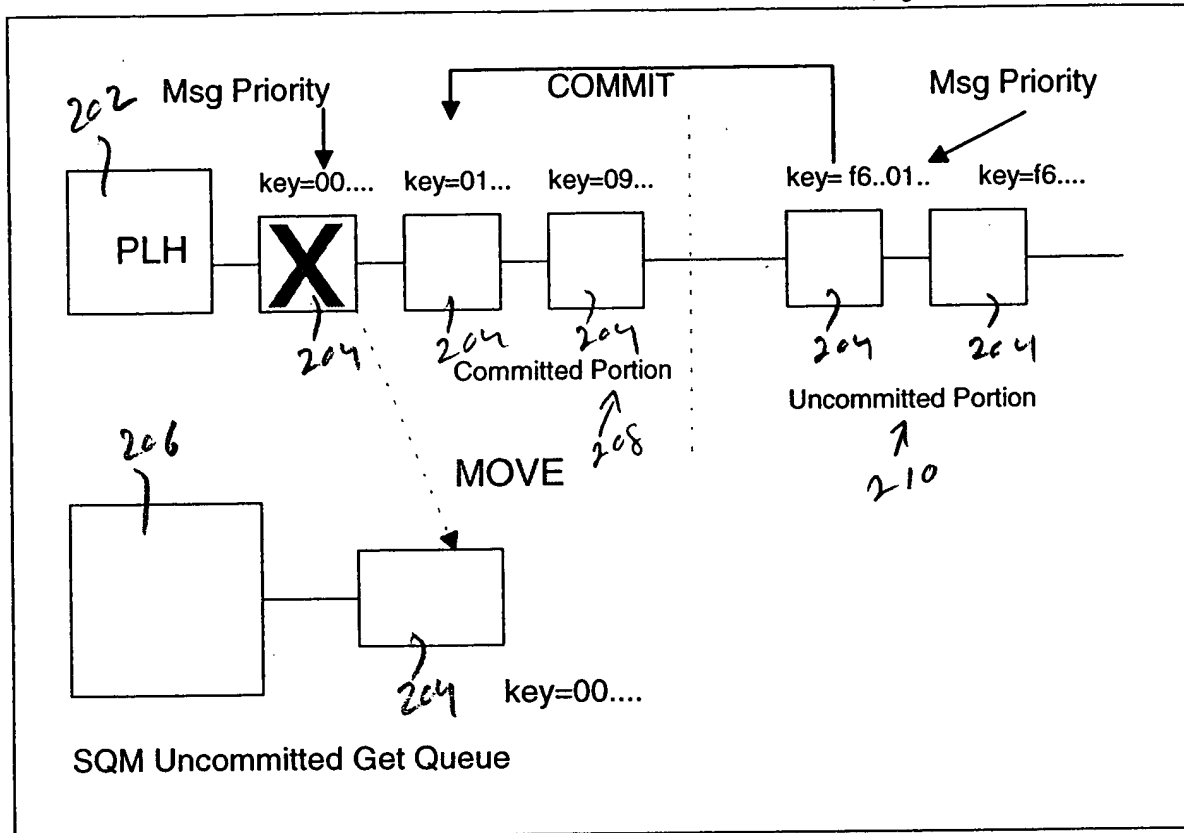 202
Msg Priority
COMMIT
Msg Priority
key=00....
key=01...
key=09...
key= f6..01..
key=f6....
PLH
X
204
204
204
204
204
Committed Portion
208
Uncommitted Portion
210
206
MOVE
204
key=00....
SQM Uncommitted Get Queue